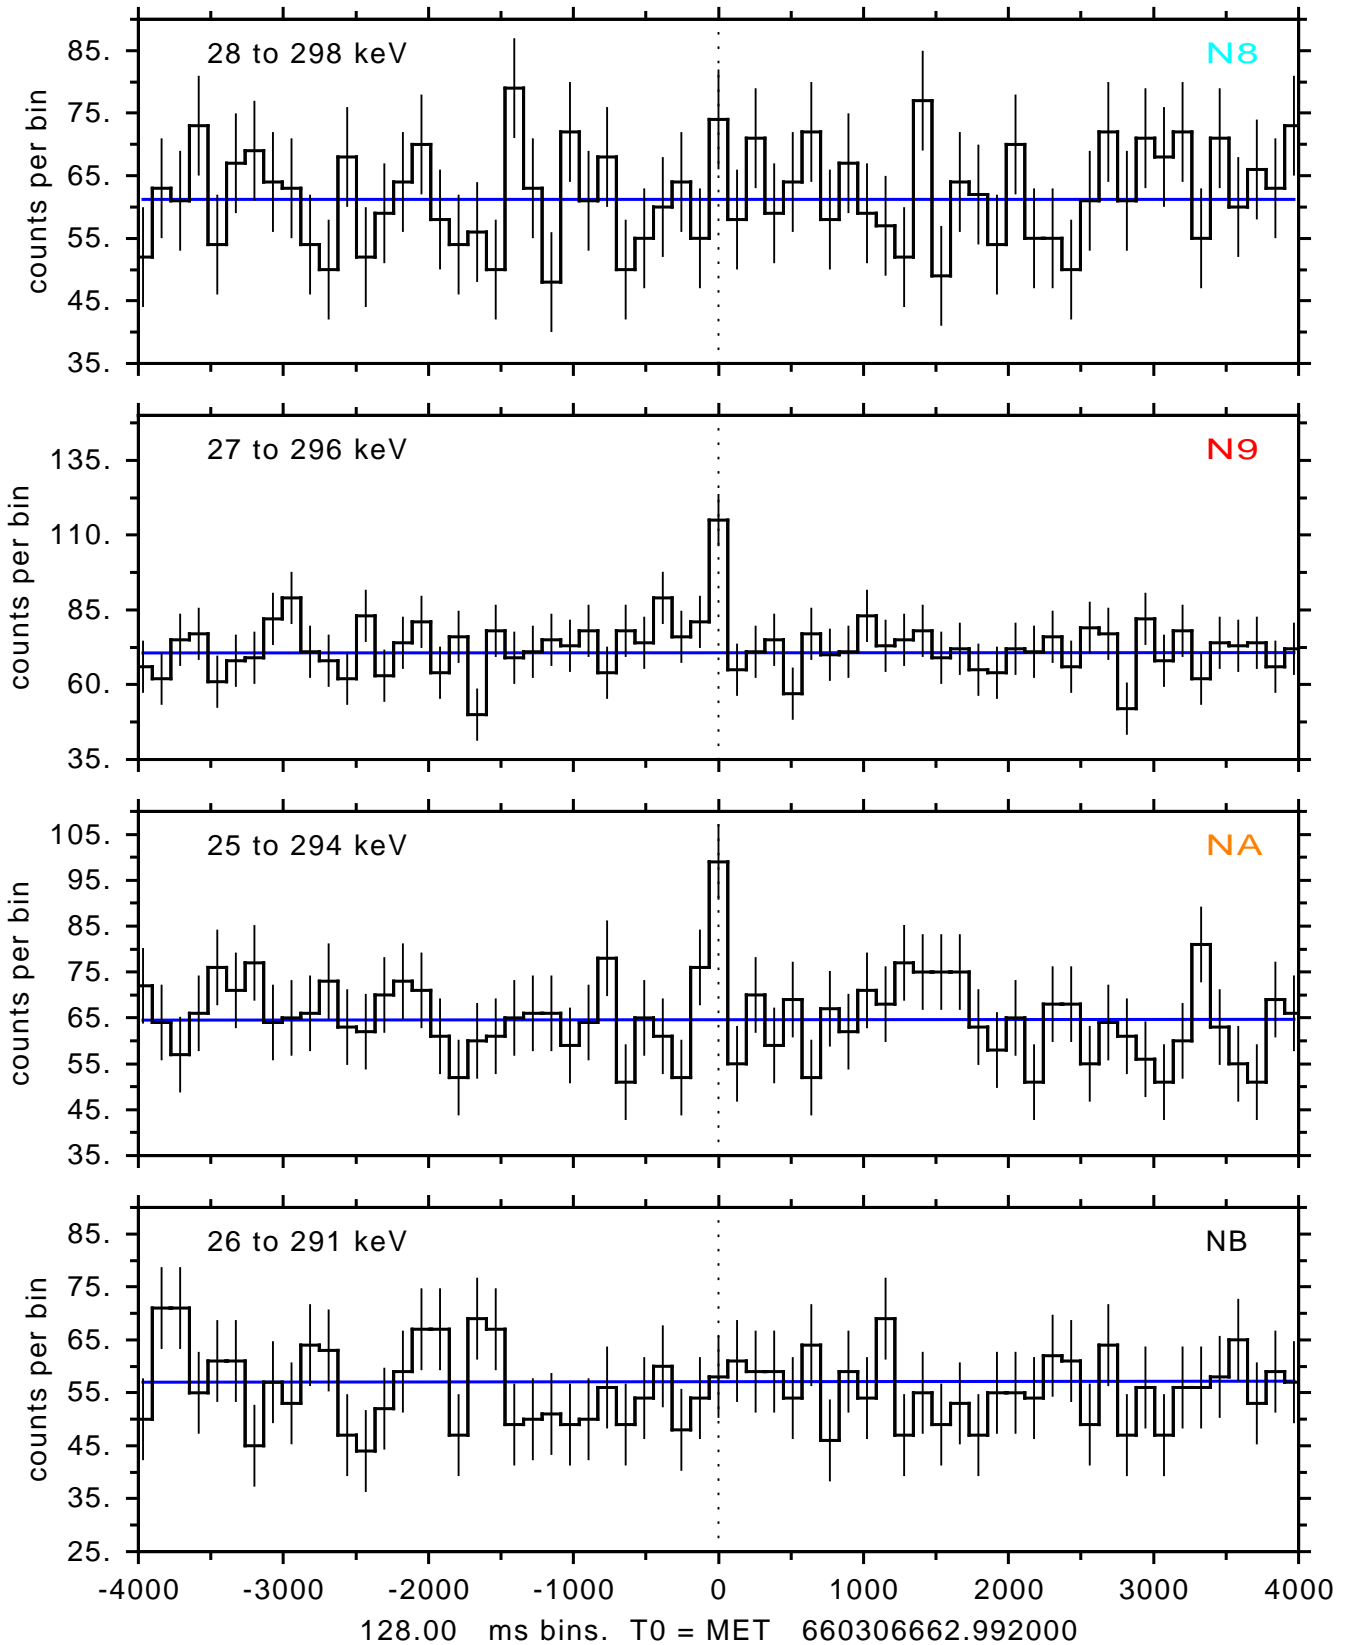 28 to 298 keV N8
85.
75.
65.
55.
45.
35.
counts per bin
27 to 296 keV N9
135.
110.
85.
60.
35.
counts per bin
25 to 294 keV NA
105.
95.
85.
75.
65.
55.
45.
35.
counts per bin
26 to 291 keV NB
85.
75.
65.
55.
45.
35.
25.
counts per bin
-4000 -3000 -2000 -1000 0 1000 2000 3000 4000
128.00 ms bins. T0 = MET 660306662.992000